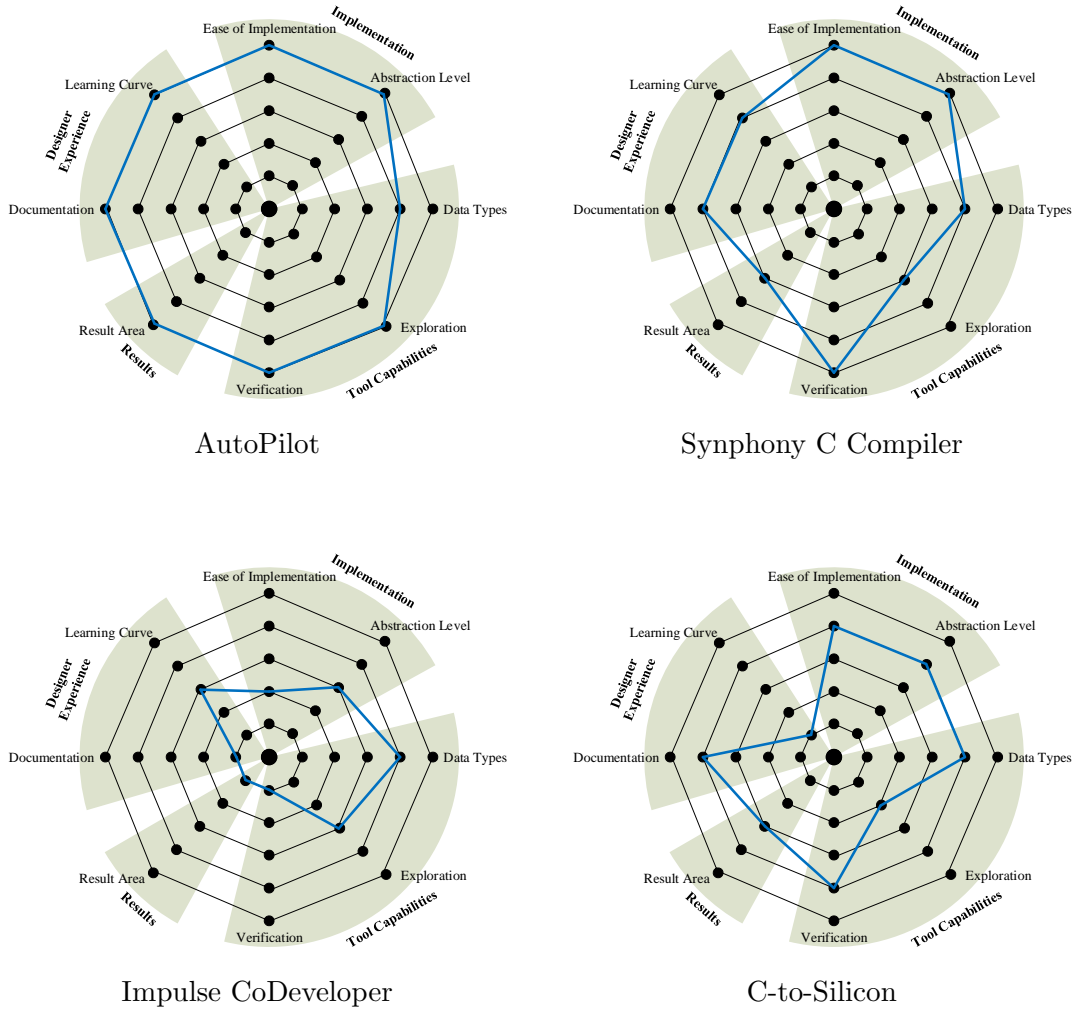 Ease of Implementation
Implementation
Abstraction Level
Learning Curve
Designer
Experience
Documentation
Data Types
Result Area
Results
Exploration
Tool Capabilities
Verification
AutoPilot
Ease of Implementation
Implementation
Abstraction Level
Learning Curve
Designer
Experience
Documentation
Data Types
Result Area
Results
Exploration
Tool Capabilities
Verification
Synphony C Compiler
Ease of Implementation
Implementation
Abstraction Level
Learning Curve
Designer
Experience
Documentation
Data Types
Result Area
Results
Exploration
Tool Capabilities
Verification
Impulse CoDeveloper
Ease of Implementation
Implementation
Abstraction Level
Learning Curve
Designer
Experience
Documentation
Data Types
Result Area
Results
Exploration
Tool Capabilities
Verification
C-to-Silicon